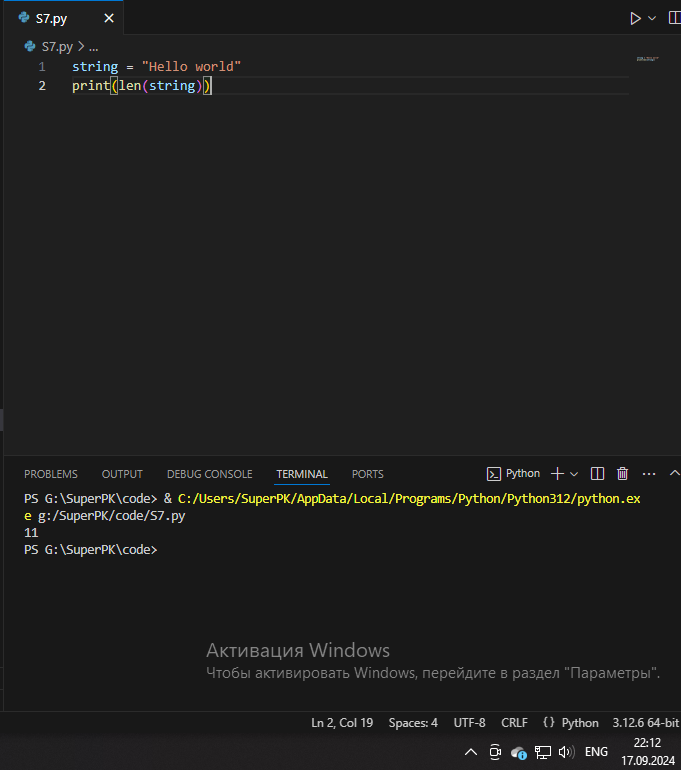 S7.py
S7.py > ...
1 string = "Hello world"
2 print(len(string))
PROBLEMS OUTPUT DEBUG CONSOLE TERMINAL PORTS Python
PS G:\SuperPK\code> & C:/Users/SuperPK/AppData/Local/Programs/Python/Python312/python.ex
e g:/SuperPK/code/S7.py
11
PS G:\SuperPK\code>
Активация Windows
Чтобы активировать Windows, перейдите в раздел "Параметры".
Ln 2, Col 19 Spaces: 4 UTF-8 CRLF {} Python 3.12.6 64-bit
22:12
ENG
17.09.2024